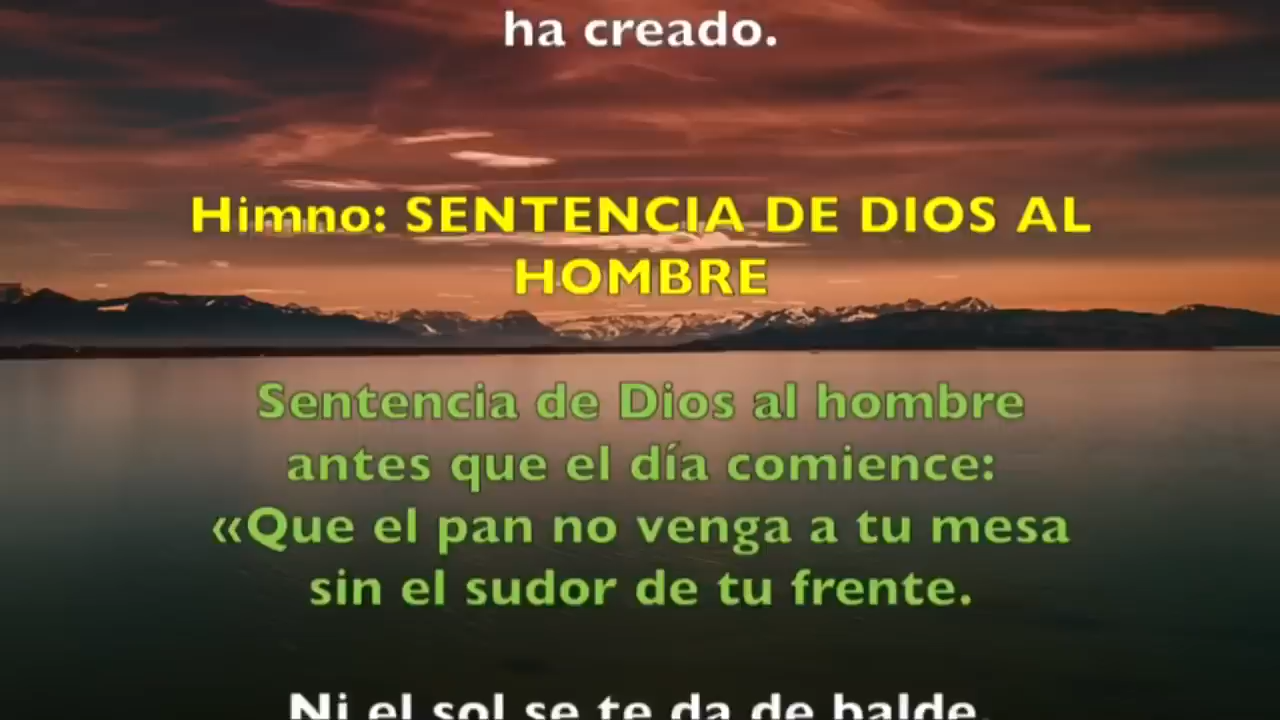 ha creado.
Himno: SENTENCIA DE DIOS AL
HOMBRE
Sentencia de Dios al hombre
antes que el día comience:
«Que el pan no venga a tu mesa
sin el sudor de tu frente.
Ni el sol se te da de balde,